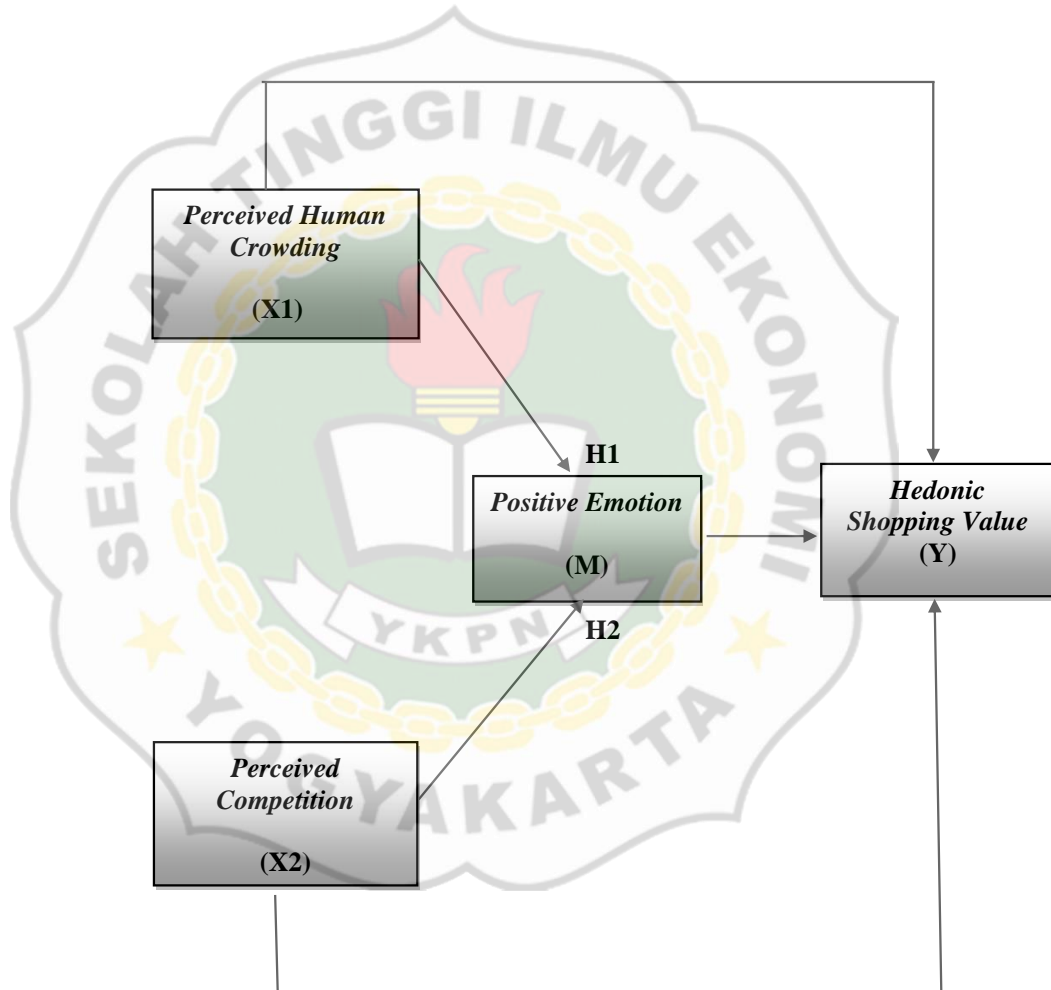 SEKOLAH TINGGI ILMU EKONOMI
Perceived Human
Crowding
(X1)
H1
Positive Emotion
(M)
Hedonic
Shopping Value
(Y)
H2
YKPN
Perceived
Competition
(X2)
YOGYAKARTA